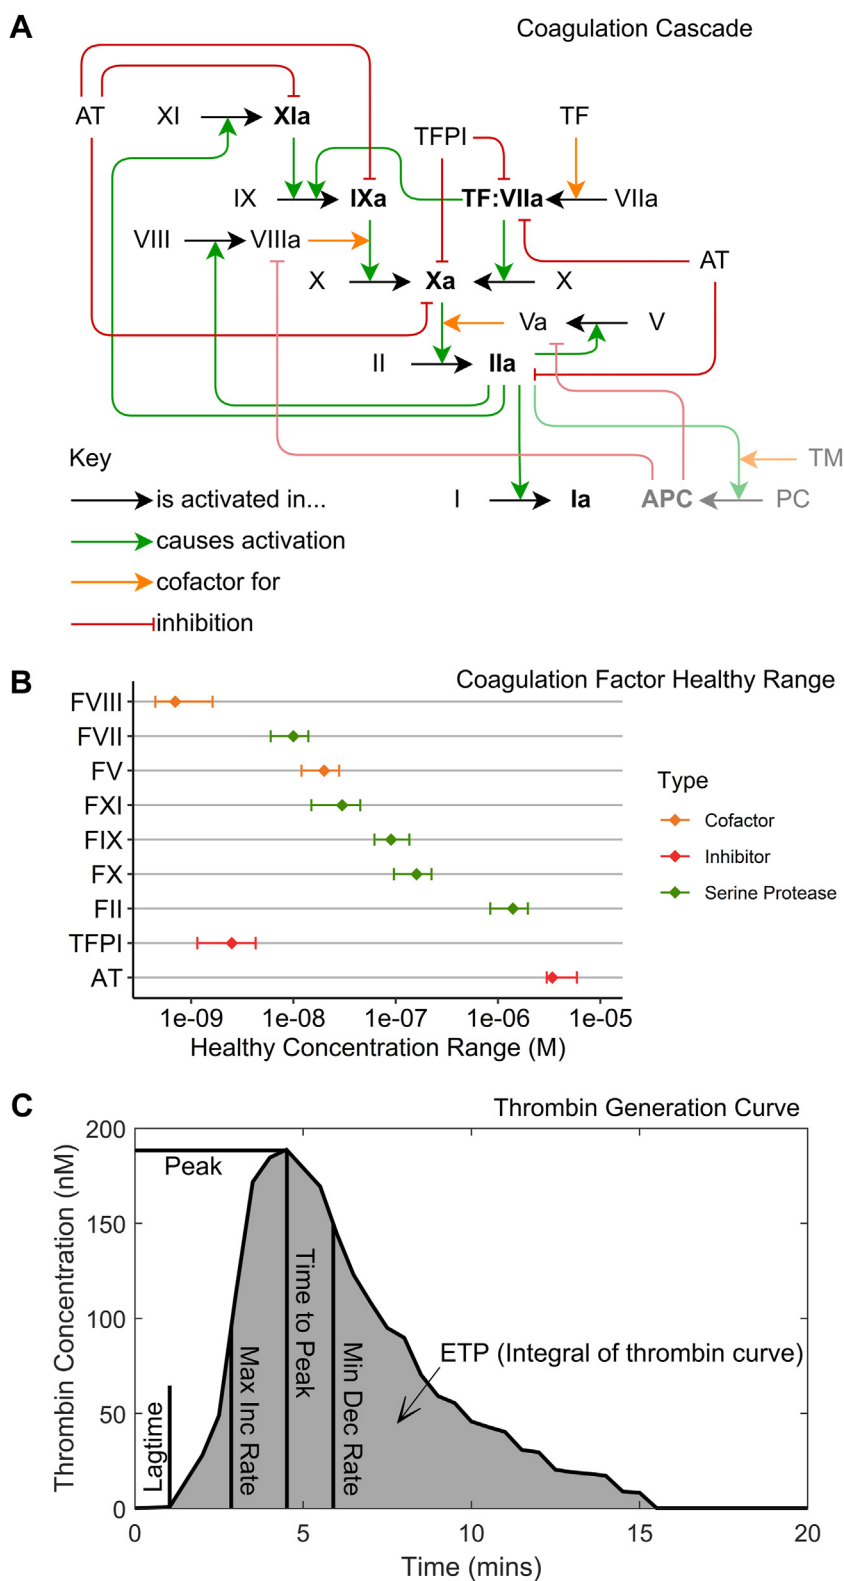 A
Coagulation Cascade
AT
XI
XIa
TFPI
TF
IX
IXa
TF:VIIa
VIIa
VIII
VIIIa
AT
X
Xa
X
Va
V
II
IIa
Key
TM
is activated in...
I
Ia
APC
PC
causes activation
cofactor for
inhibition
B
Coagulation Factor Healthy Range
FVIII
FVII
FV
FXI
FIX
FX
FII
TFPI
AT
Type
Cofactor
Inhibitor
Serine Protease
1e-09 1e-08 1e-07 1e-06 1e-05
Healthy Concentration Range (M)
C
Thrombin Generation Curve
Thrombin Concentration (nM)
200
150
100
50
0
Peak
Lagtime
Max Inc Rate
Time to Peak
Min Dec Rate
ETP (Integral of thrombin curve)
0 5 10 15 20
Time (mins)